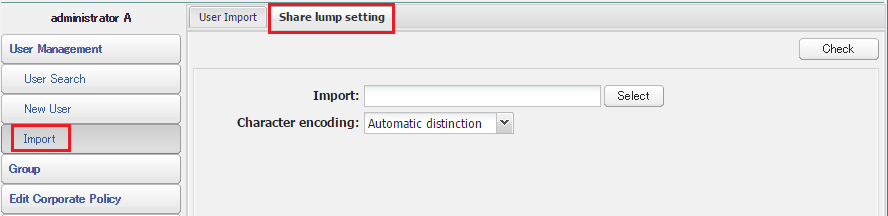 administrator A
User Management
User Search
New User
Import
Group
Edit Corporate Policy
User Import
Share lump setting
Check
Import:
Select
Character encoding:
Automatic distinction